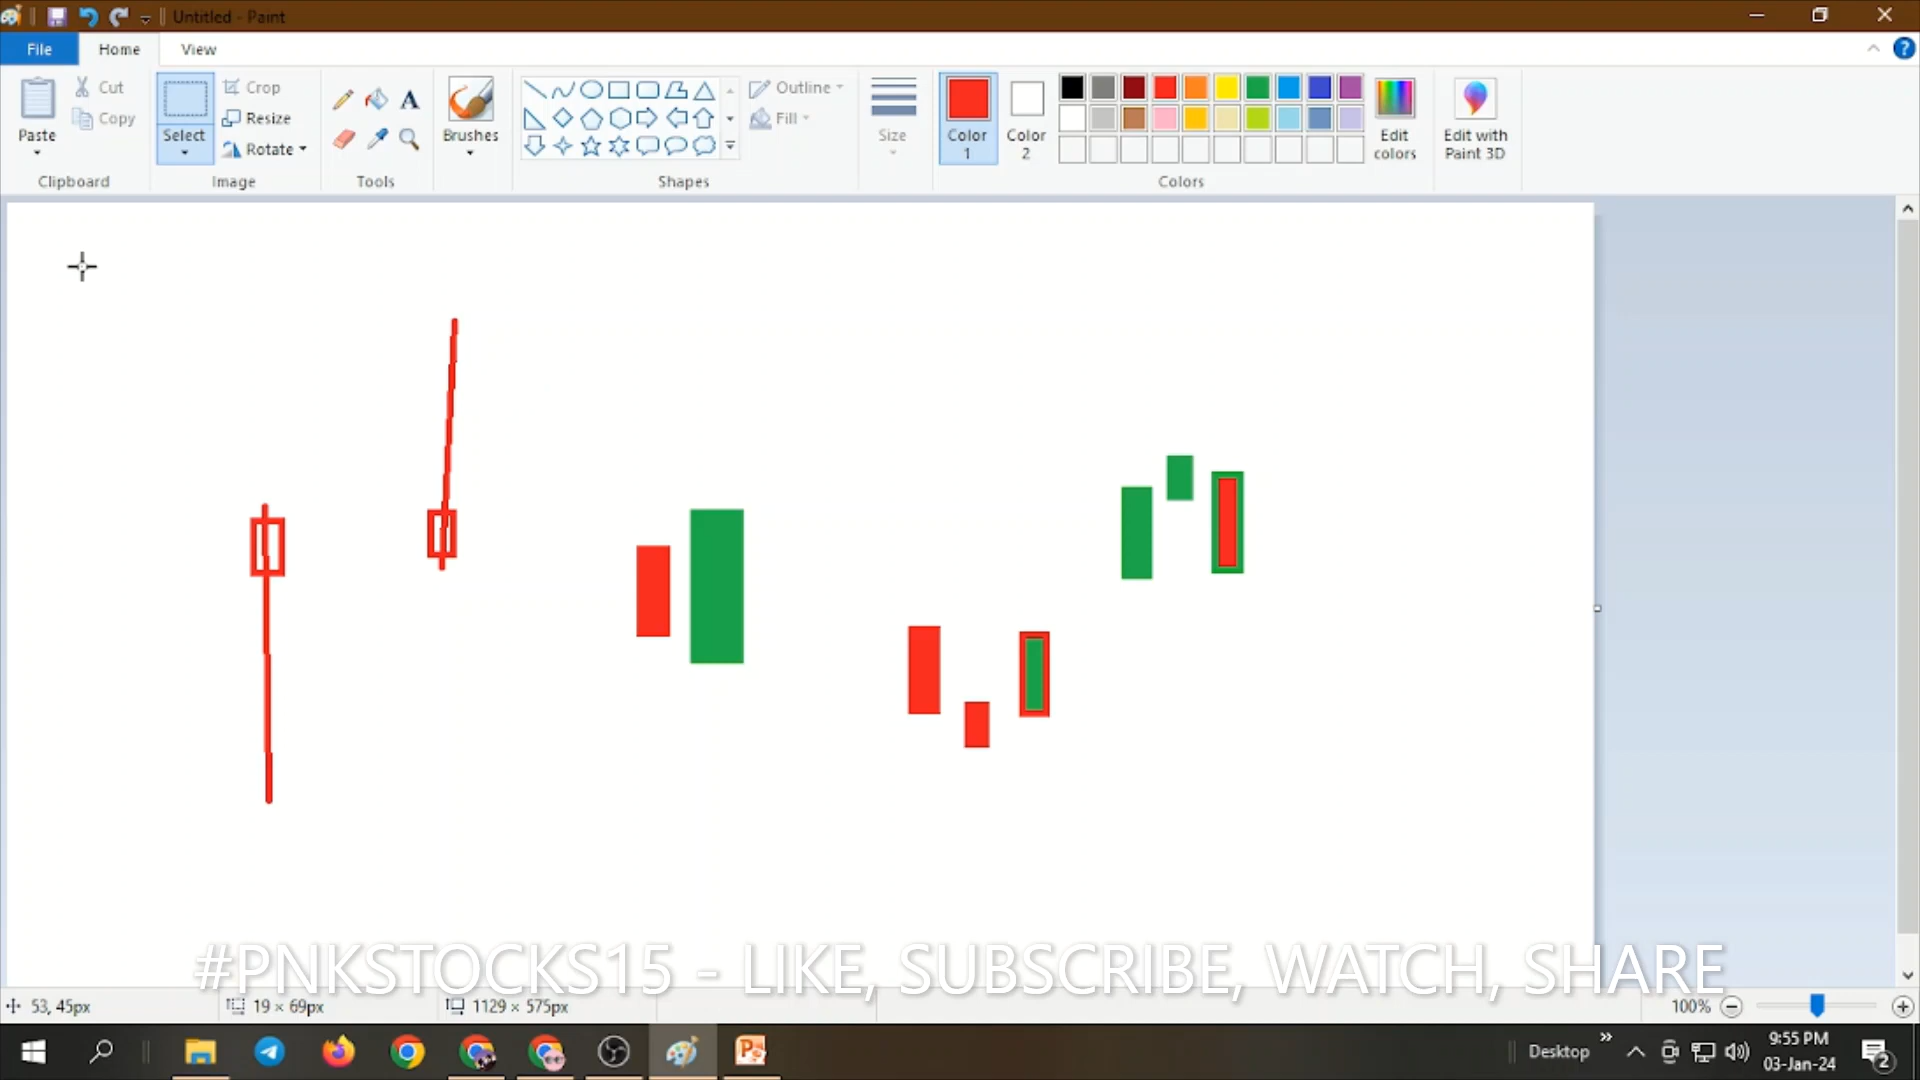 Untitled - Paint
File Home View
Cut
Copy
Paste
Clipboard
Select
Crop
Resize
Rotate
Image
Tools
Brushes
Shapes
Outline
Fill
Size
Color 1
Color 2
Edit colors
Colors
Edit with Paint 3D
#PNKSTOCKS15 - LIKE, SUBSCRIBE, WATCH, SHARE
53, 45px
19 × 69px
1129 × 575px
100%
Desktop
9:55 PM
03-Jan-24
2